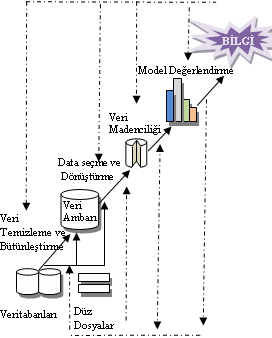 BİLGİ
Model Değerlendirme
Veri
Madenciliği
Data seçme ve
Dönüştürme
Veri
Ambarı
Veri
Temizleme ve
Bütünleştirme
Veritabanları
Düz
Dosyalar